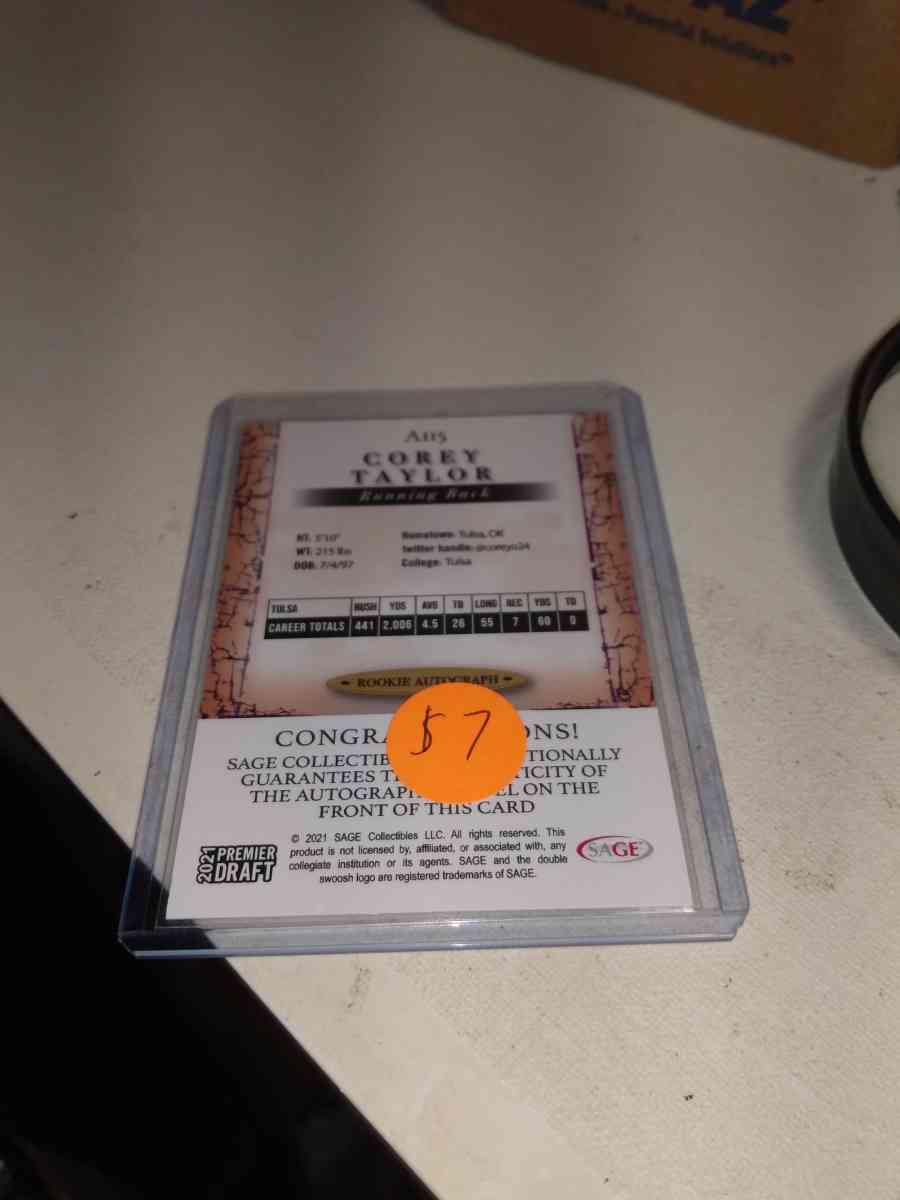 AZ
Powerful Solutions™
A115
COREY
TAYLOR
Running Back
HT: 5'10"
WT: 215 lbs
DOB: 7/4/97
Hometown: Tulsa, OK
twitter handle: @coreyo24
College: Tulsa
TULSA RUSH YDS AVG TD LONG REC YDS TD
CAREER TOTALS 441 2,006 4.5 26 55 7 60 0
ROOKIE AUTOGRAPH
$7
CONGRA ONS!
SAGE COLLECTIB TIONALLY
GUARANTEES T TICITY OF
THE AUTOGRAP EL ON THE
FRONT OF THIS CARD
© 2021 SAGE Collectibles LLC. All rights reserved. This
product is not licensed by, affiliated, or associated with, any
collegiate institution or its agents. SAGE and the double
swoosh logo are registered trademarks of SAGE.
2021 PREMIER
DRAFT
SAGE